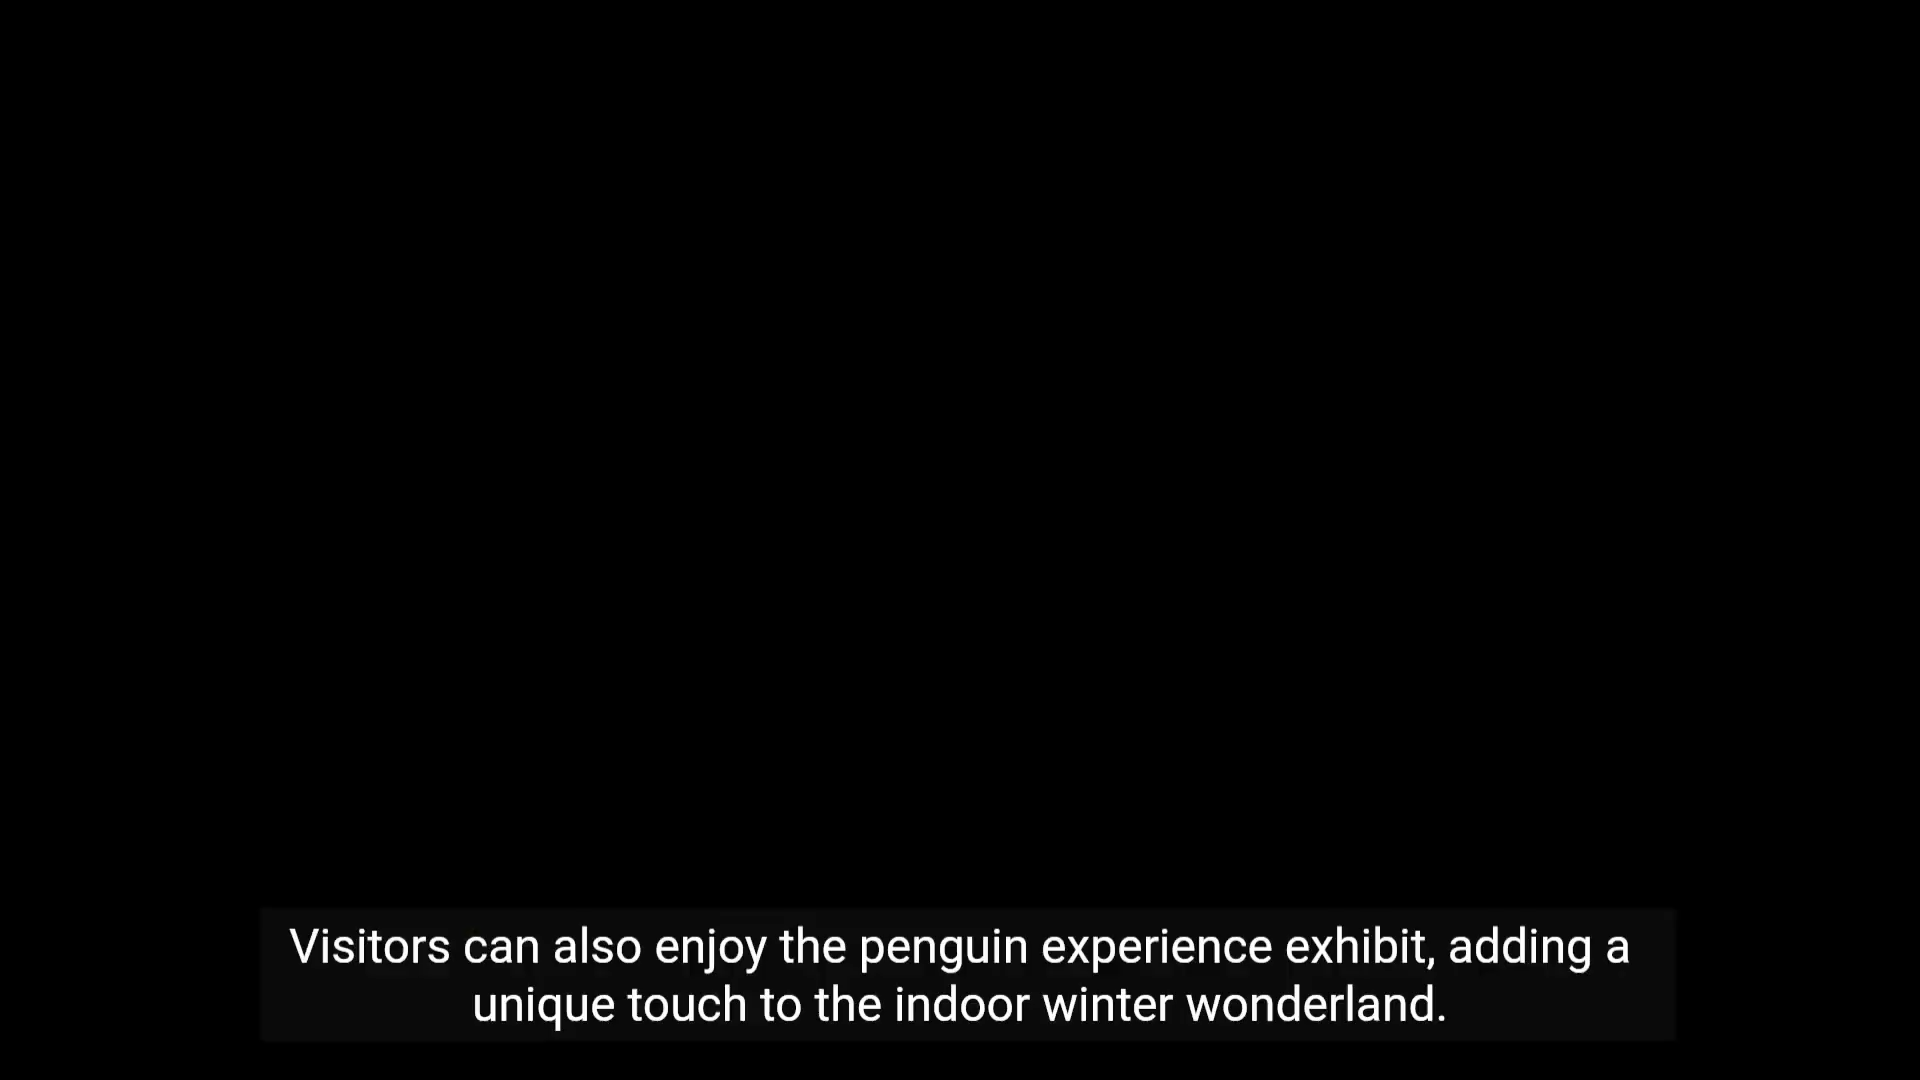 Visitors can also enjoy the penguin experience exhibit, adding a
unique touch to the indoor winter wonderland.